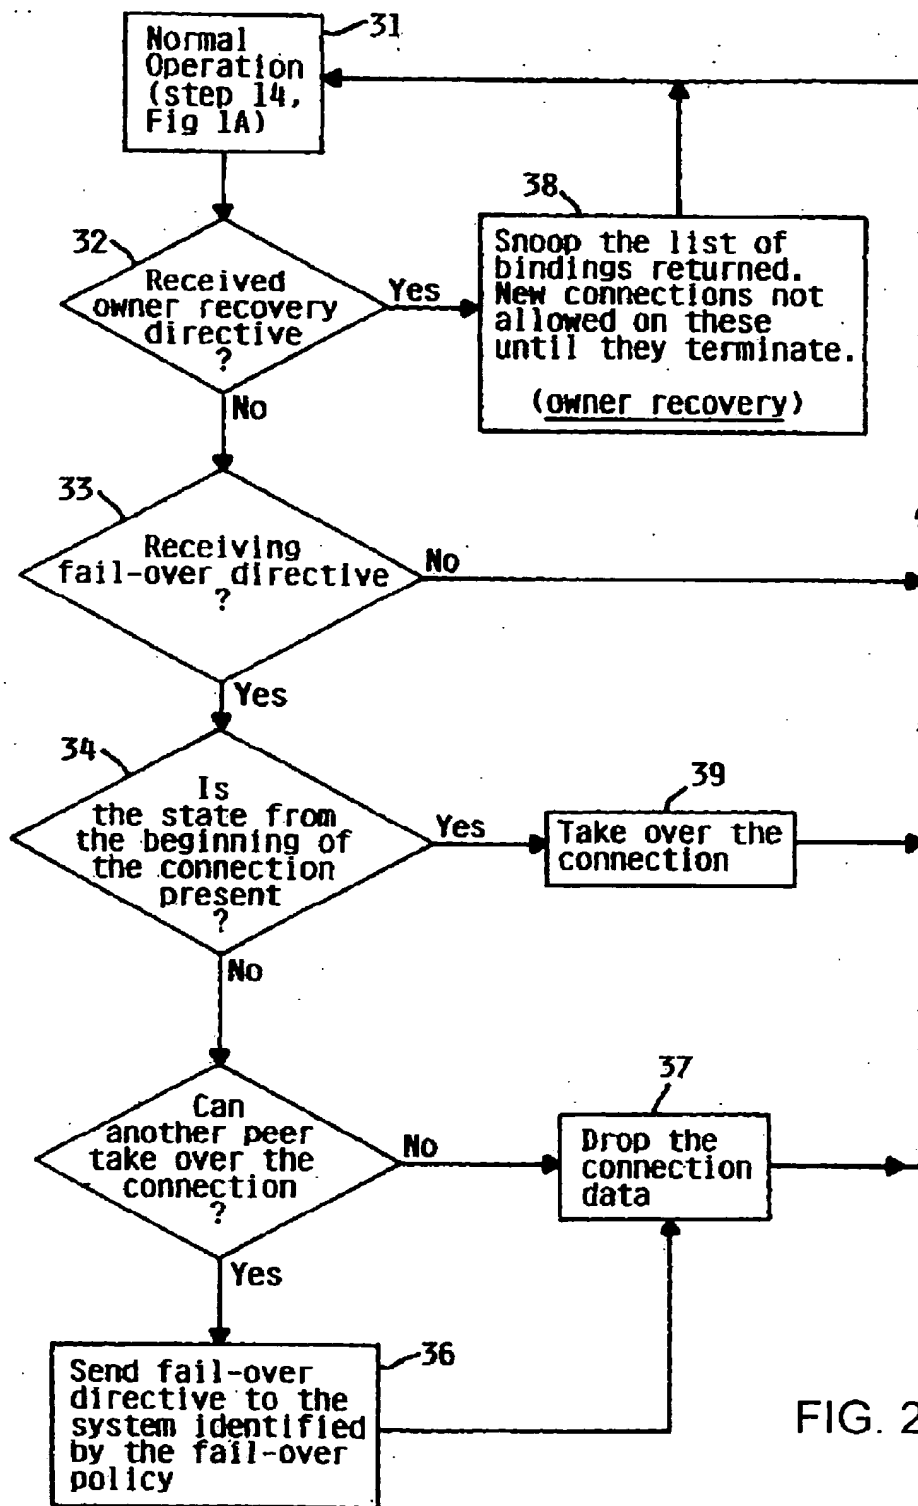 31
Normal
Operation
(step 14,
Fig 1A)
38
32
Snoop the list of
bindings returned.
New connections not
allowed on these
until they terminate.
(owner recovery)
Received
owner recovery
directive
?
Yes
No
33
Receiving
fail-over directive
?
No
Yes
34
Is
the state from
the beginning of
the connection
present
?
Yes
39
Take over the
connection
No
37
Can
another peer
take over the
connection
?
No
Drop the
connection
data
Yes
36
Send fail-over
directive to the
system identified
by the fail-over
policy
FIG. 2